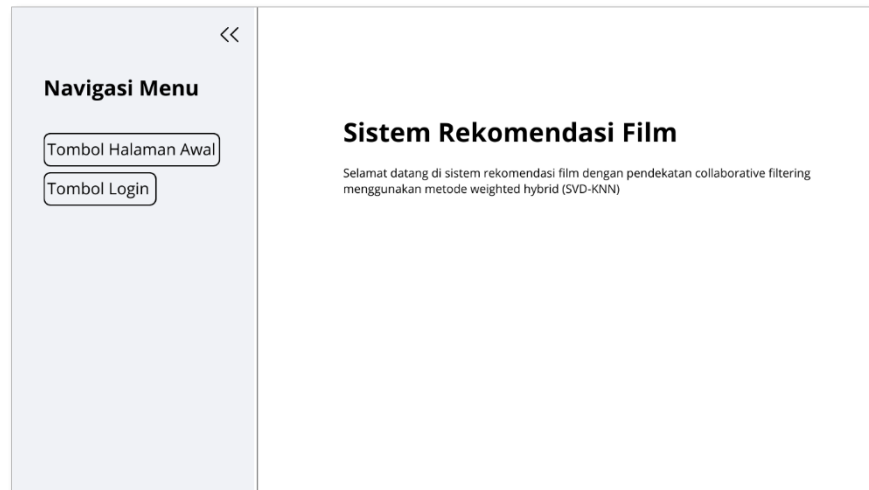 Navigasi Menu
Tombol Halaman Awal
Tombol Login
Sistem Rekomendasi Film
Selamat datang di sistem rekomendasi film dengan pendekatan collaborative filtering
menggunakan metode weighted hybrid (SVD-KNN)